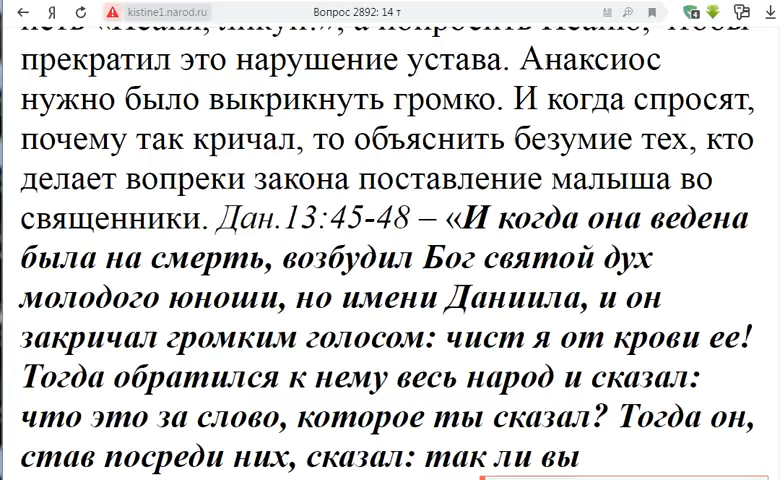 kistine1.narod.ru
Вопрос 2892: 14 т
4
прекратил это нарушение устава. Анаксиос
нужно было выкрикнуть громко. И когда спросят,
почему так кричал, то объяснить безумие тех, кто
делает вопреки закона поставление малыша во
священники. Дан.13:45-48 – «И когда она ведена
была на смерть, возбудил Бог святой дух
молодого юноши, но имени Даниила, и он
закричал громким голосом: чист я от крови ее!
Тогда обратился к нему весь народ и сказал:
что это за слово, которое ты сказал? Тогда он,
став посреди них, сказал: так ли вы